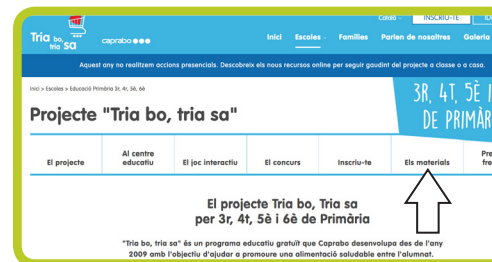 Català
INSCRIU-TE
Tria bo, tria sa
caprabo
Inici Escoles Famílies Parlen de nosaltres Galeria
Aquest any no realitzem accions presencials. Descobreix els nous recursos online per seguir gaudint del projecte a classe o a casa.
Inici > Escoles > Educació Primària 3r, 4t, 5è, 6è
3R, 4T, 5È I
DE PRIMÀR
Projecte "Tria bo, tria sa"
El projecte
Al centre
educatiu
El joc interactiu
El concurs
Inscriu-te
Els materials
Pre
fre
El projecte Tria bo, Tria sa
per 3r, 4t, 5è i 6è de Primària
"Tria bo, tria sa" és un programa educatiu gratuït que Caprabo desenvolupa des de l'any
2009 amb l'objectiu d'ajudar a promoure una alimentació saludable entre l'alumnat.